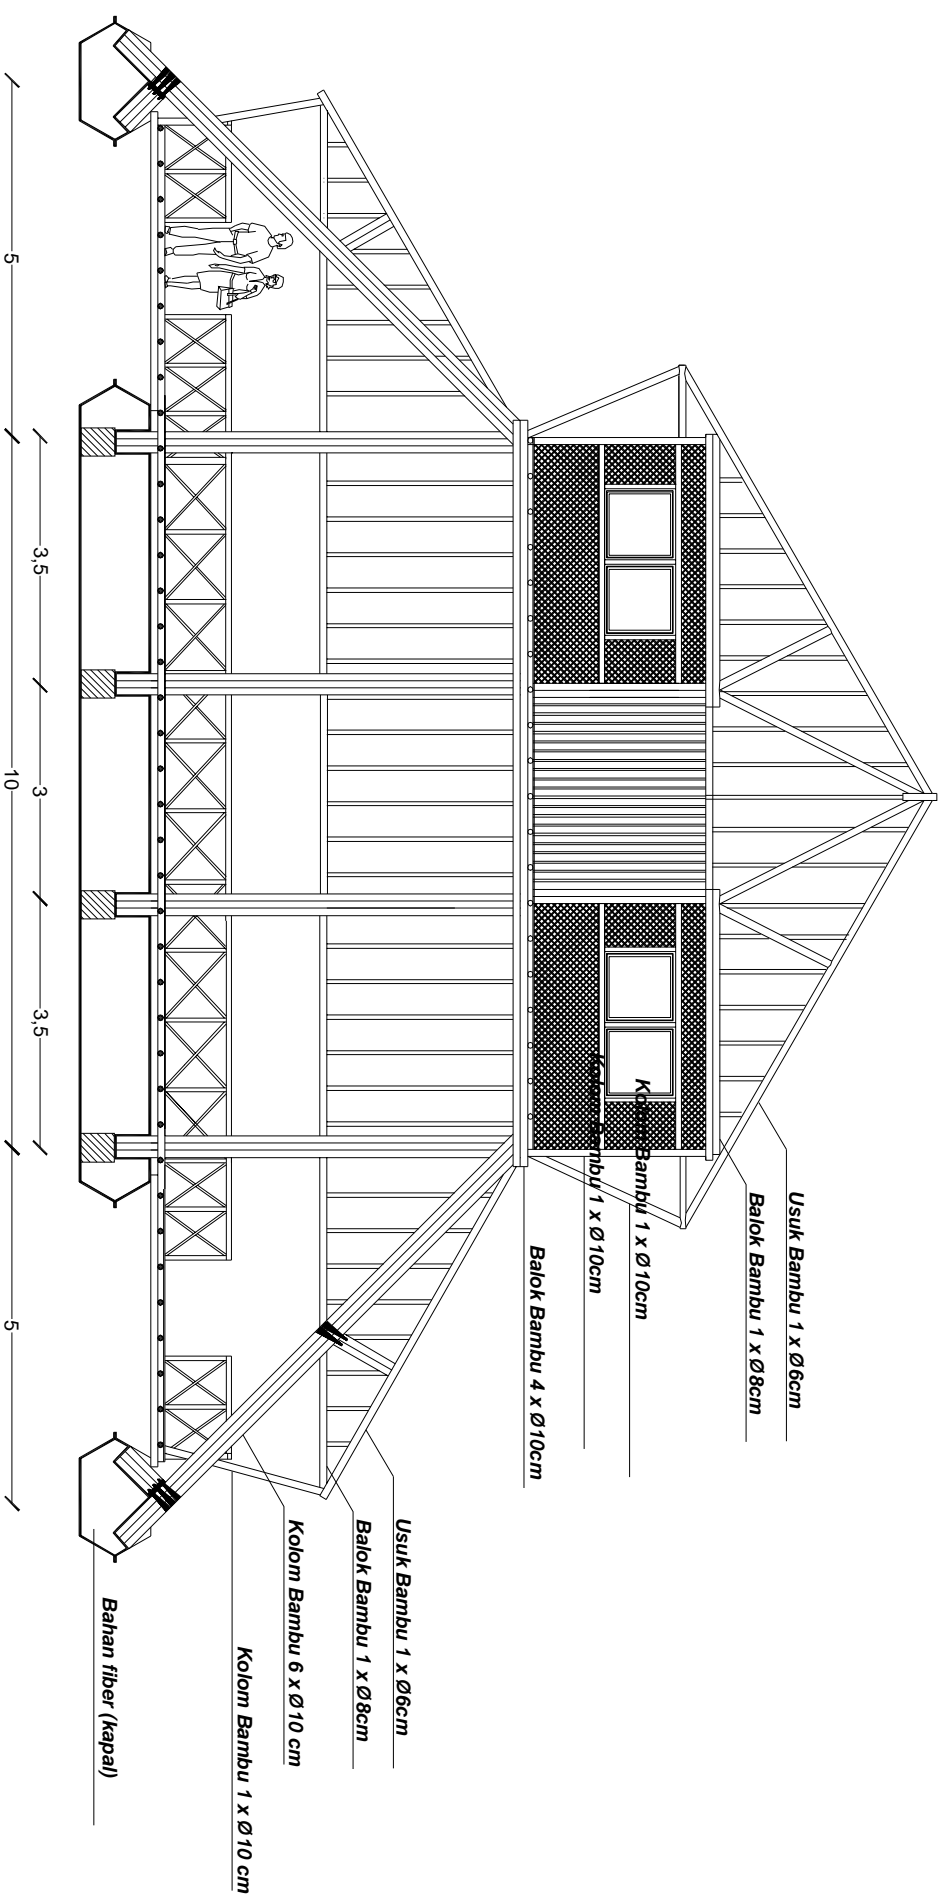 Usuk Bambu 1 x Ø6cm
Balok Bambu 1 x Ø8cm
Kolom Bambu 1 x Ø10cm
Kolom Bambu 1 x Ø10cm
Balok Bambu 4 x Ø10cm
Usuk Bambu 1 x Ø6cm
Balok Bambu 1 x Ø8cm
Kolom Bambu 6 x Ø10 cm
Kolom Bambu 1 x Ø10 cm
Bahan fiber (kapal)
3,5
3
3,5
5
10
5